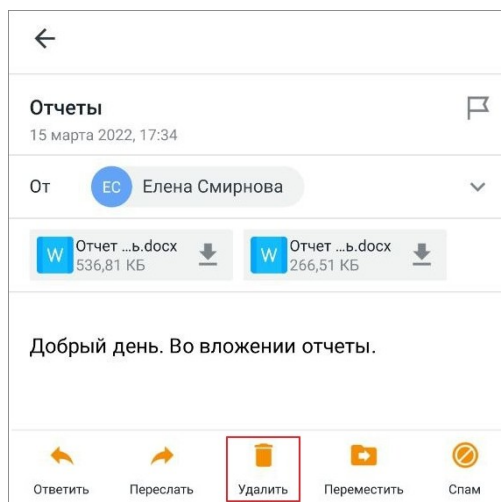 Отчеты
15 марта 2022, 17:34
От ЕС Елена Смирнова
W Отчет ...ь.docx W Отчет ...ь.docx
536,81 КБ 266,51 КБ
Добрый день. Во вложении отчеты.
Ответить Переслать Удалить Переместить Спам